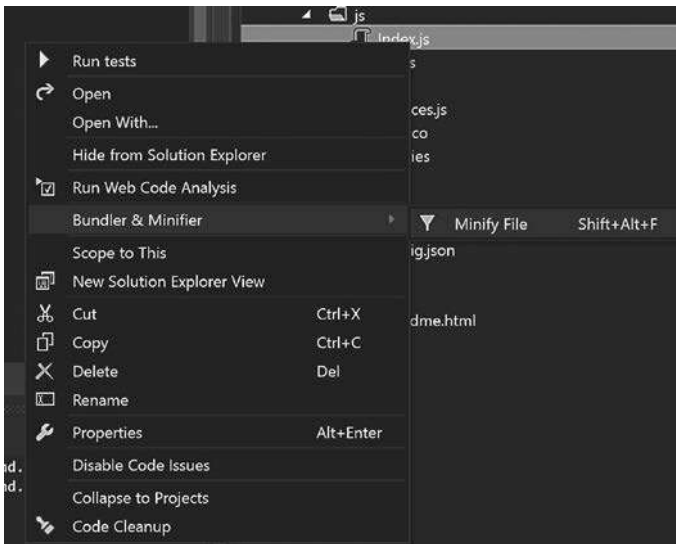 js
Index.js
Run tests
s
Open
ces.js
Open With...
co
Hide from Solution Explorer
ies
Run Web Code Analysis
Bundler & Minifier
Minify File Shift+Alt+F
Scope to This
ig.json
New Solution Explorer View
Cut Ctrl+X
dme.html
Copy Ctrl+C
Delete Del
Rename
Properties Alt+Enter
nd.
Disable Code Issues
nd.
Collapse to Projects
Code Cleanup